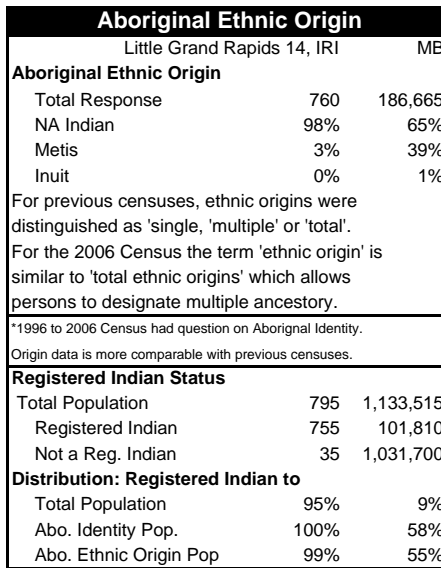 Aboriginal Ethnic Origin
Little Grand Rapids 14, IRI MB
Aboriginal Ethnic Origin
Total Response 760 186,665
NA Indian 98% 65%
Metis 3% 39%
Inuit 0% 1%
For previous censuses, ethnic origins were
distinguished as 'single, 'multiple' or 'total'.
For the 2006 Census the term 'ethnic origin' is
similar to 'total ethnic origins' which allows
persons to designate multiple ancestory.
*1996 to 2006 Census had question on Aborignal Identity.
Origin data is more comparable with previous censuses.
Registered Indian Status
Total Population 795 1,133,515
Registered Indian 755 101,810
Not a Reg. Indian 35 1,031,700
Distribution: Registered Indian to
Total Population 95% 9%
Abo. Identity Pop. 100% 58%
Abo. Ethnic Origin Pop 99% 55%